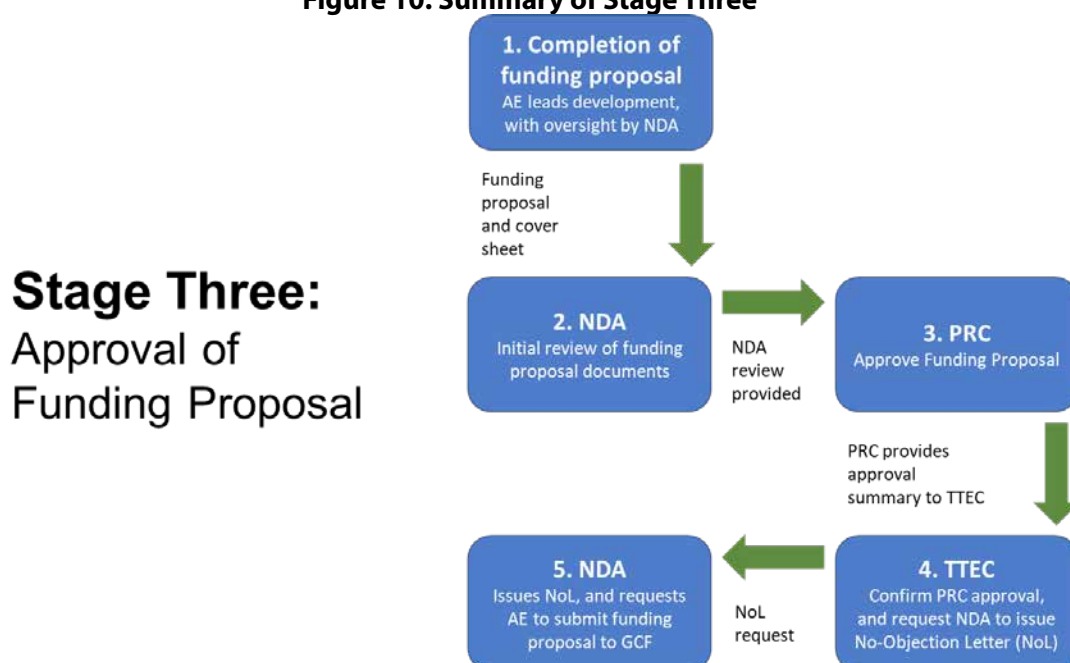 Figure 10. Summary of Stage Three
1. Completion of
funding proposal
AE leads development,
with oversight by NDA
Funding
proposal
and cover
sheet
Stage Three:
Approval of
Funding Proposal
2. NDA
Initial review of funding
proposal documents
NDA
review
provided
3. PRC
Approve Funding Proposal
PRC provides
approval
summary to TTEC
4. TTEC
Confirm PRC approval,
and request NDA to issue
No-Objection Letter (NoL)
NoL
request
5. NDA
Issues NoL, and requests
AE to submit funding
proposal to GCF